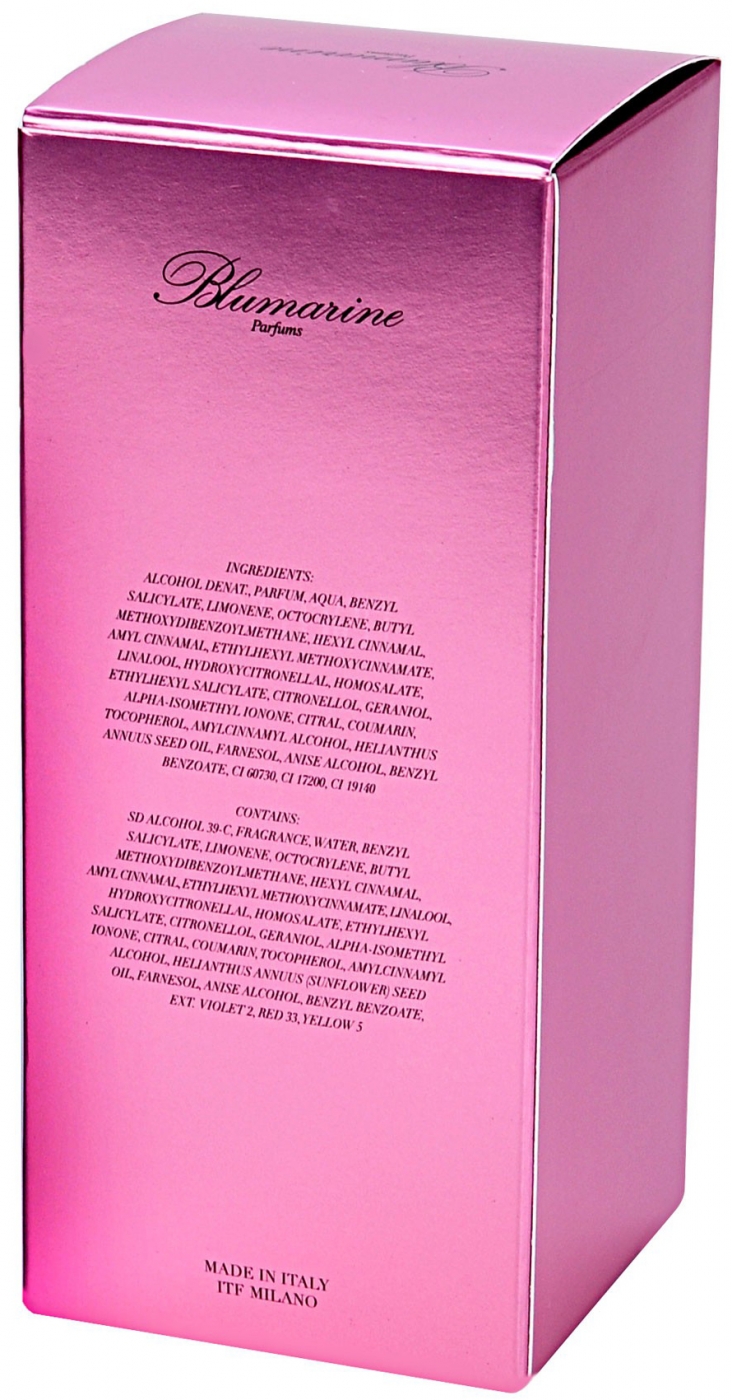 Blumarine
Blumarine
Parfums
INGREDIENTS:
ALCOHOL DENAT., PARFUM, AQUA, BENZYL
SALICYLATE, LIMONENE, OCTOCRYLENE, BUTYL
METHOXYDIBENZOYLMETHANE, HEXYL CINNAMAL,
AMYL CINNAMAL, ETHYLHEXYL METHOXYCINNAMATE,
LINALOOL, HYDROXYCITRONELLAL, HOMOSALATE,
ETHYLHEXYL SALICYLATE, CITRONELLOL, GERANIOL,
ALPHA-ISOMETHYL IONONE, CITRAL, COUMARIN,
TOCOPHEROL, AMYLCINNAMYL ALCOHOL, HELIANTHUS
ANNUUS SEED OIL, FARNESOL, ANISE ALCOHOL, BENZYL
BENZOATE, CI 60730, CI 17200, CI 19140
CONTAINS:
SD ALCOHOL 39-C, FRAGRANCE, WATER, BENZYL
SALICYLATE, LIMONENE, OCTOCRYLENE, BUTYL
METHOXYDIBENZOYLMETHANE, HEXYL CINNAMAL,
AMYL CINNAMAL, ETHYLHEXYL METHOXYCINNAMATE, LINALOOL,
HYDROXYCITRONELLAL, HOMOSALATE, ETHYLHEXYL
SALICYLATE, CITRONELLOL, GERANIOL, ALPHA-ISOMETHYL
IONONE, CITRAL, COUMARIN, TOCOPHEROL, AMYLCINNAMYL
ALCOHOL, HELIANTHUS ANNUUS (SUNFLOWER) SEED
OIL, FARNESOL, ANISE ALCOHOL, BENZYL BENZOATE,
EXT. VIOLET 2, RED 33, YELLOW 5
MADE IN ITALY
ITF MILANO